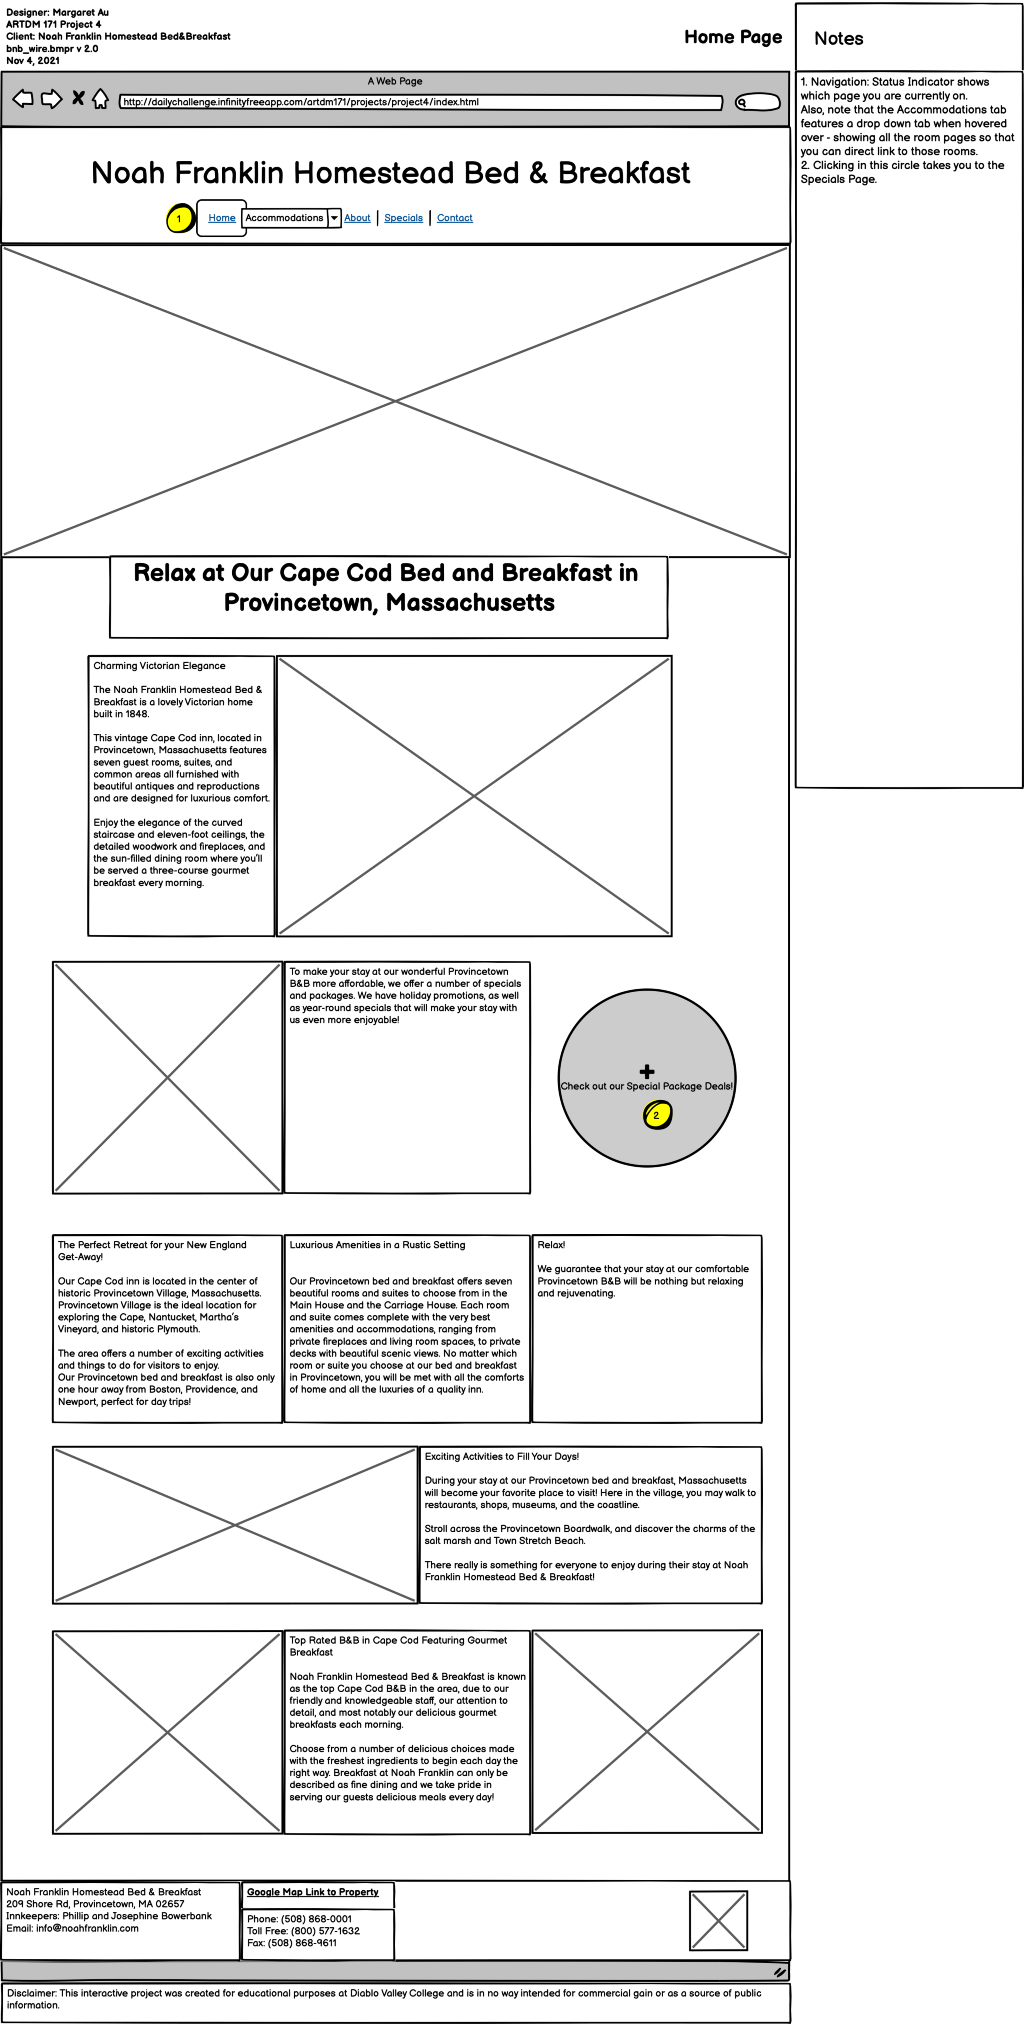 Designer: Margaret Au
ARTDM 171 Project 4
Client: Noah Franklin Homestead Bed&Breakfast
bnb_wire.bmpr v 2.0
Nov 4, 2021
Home Page
Notes
A Web Page
http://dailychallenge.infinityfreeapp.com/artdm171/projects/project4/index.html
1. Navigation: Status Indicator shows
which page you are currently on.
Also, note that the Accommodations tab
features a drop down tab when hovered
over - showing all the room pages so that
you can direct link to those rooms.
2. Clicking in this circle takes you to the
Specials Page.
Noah Franklin Homestead Bed & Breakfast
1 Home Accommodations About Specials Contact
Relax at Our Cape Cod Bed and Breakfast in
Provincetown, Massachusetts
Charming Victorian Elegance
The Noah Franklin Homestead Bed &
Breakfast is a lovely Victorian home
built in 1848.
This vintage Cape Cod inn, located in
Provincetown, Massachusetts features
seven guest rooms, suites, and
common areas all furnished with
beautiful antiques and reproductions
and are designed for luxurious comfort.
Enjoy the elegance of the curved
staircase and eleven-foot ceilings, the
detailed woodwork and fireplaces, and
the sun-filled dining room where you'll
be served a three-course gourmet
breakfast every morning.
To make your stay at our wonderful Provincetown
B&B more affordable, we offer a number of specials
and packages. We have holiday promotions, as well
as year-round specials that will make your stay with
us even more enjoyable!
Check out our Special Package Deals!
2
The Perfect Retreat for your New England
Get-Away!
Our Cape Cod inn is located in the center of
historic Provincetown Village, Massachusetts.
Provincetown Village is the ideal location for
exploring the Cape, Nantucket, Martha's
Vineyard, and historic Plymouth.
The area offers a number of exciting activities
and things to do for visitors to enjoy.
Our Provincetown bed and breakfast is also only
one hour away from Boston, Providence, and
Newport, perfect for day trips!
Luxurious Amenities in a Rustic Setting
Our Provincetown bed and breakfast offers seven
beautiful rooms and suites to choose from in the
Main House and the Carriage House. Each room
and suite comes complete with the very best
amenities and accommodations, ranging from
private fireplaces and living room spaces, to private
decks with beautiful scenic views. No matter which
room or suite you choose at our bed and breakfast
in Provincetown, you will be met with all the comforts
of home and all the luxuries of a quality inn.
Relax!
We guarantee that your stay at our comfortable
Provincetown B&B will be nothing but relaxing
and rejuvenating.
Exciting Activities to Fill Your Days!
During your stay at our Provincetown bed and breakfast, Massachusetts
will become your favorite place to visit! Here in the village, you may walk to
restaurants, shops, museums, and the coastline.
Stroll across the Provincetown Boardwalk, and discover the charms of the
salt marsh and Town Stretch Beach.
There really is something for everyone to enjoy during their stay at Noah
Franklin Homestead Bed & Breakfast!
Top Rated B&B in Cape Cod Featuring Gourmet
Breakfast
Noah Franklin Homestead Bed & Breakfast is known
as the top Cape Cod B&B in the area, due to our
friendly and knowledgeable staff, our attention to
detail, and most notably our delicious gourmet
breakfasts each morning.
Choose from a number of delicious choices made
with the freshest ingredients to begin each day the
right way. Breakfast at Noah Franklin can only be
described as fine dining and we take pride in
serving our guests delicious meals every day!
Noah Franklin Homestead Bed & Breakfast
209 Shore Rd, Provincetown, MA 02657
Innkeepers: Phillip and Josephine Bowerbank
Email: info@noahfranklin.com
Google Map Link to Property
Phone: (508) 868-0001
Toll Free: (800) 577-1632
Fax: (508) 868-9611
Disclaimer: This interactive project was created for educational purposes at Diablo Valley College and is in no way intended for commercial gain or as a source of public
information.